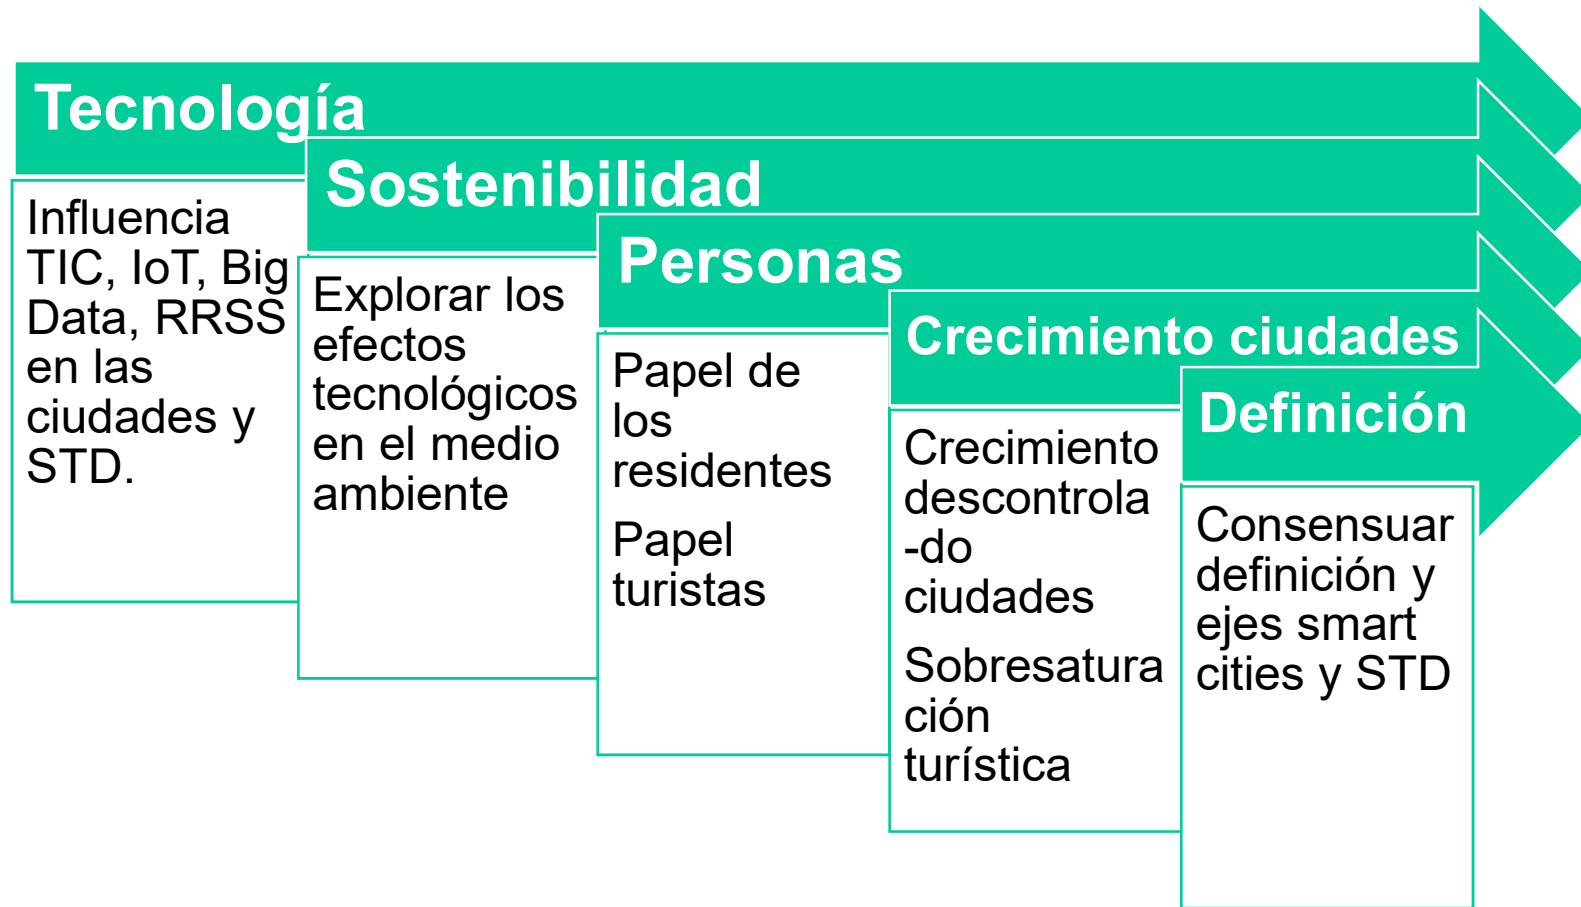 Tecnología
Influencia
TIC, IoT, Big
Data, RRSS
en las
ciudades y
STD.
Sostenibilidad
Explorar los
efectos
tecnológicos
en el medio
ambiente
Personas
Papel de
los
residentes
Papel
turistas
Crecimiento ciudades
Crecimiento
descontrola
-do
ciudades
Sobresatura
ción
turística
Definición
Consensuar
definición y
ejes smart
cities y STD